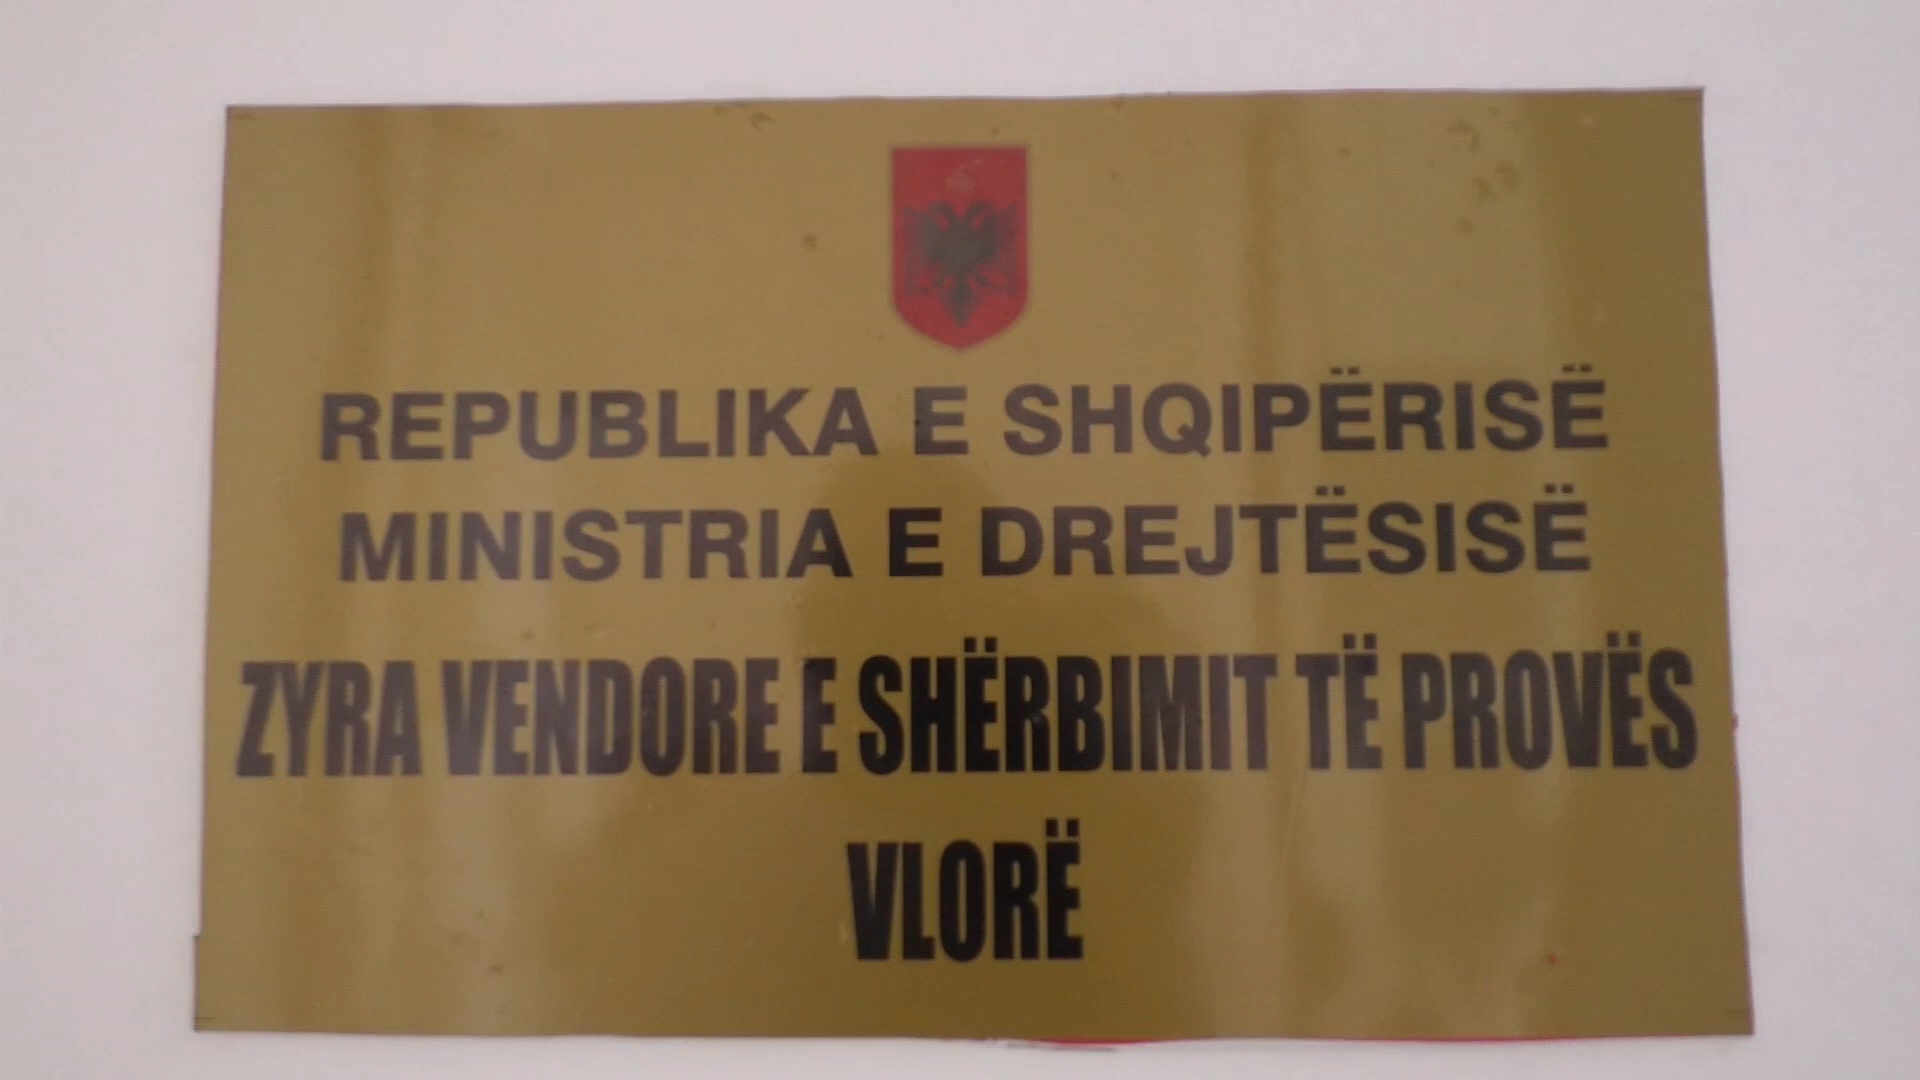 REPUBLIKA E SHQIPËRISË
MINISTRIA E DREJTËSISË
ZYRA VENDORE E SHËRBIMIT TË PROVËS
VLORË